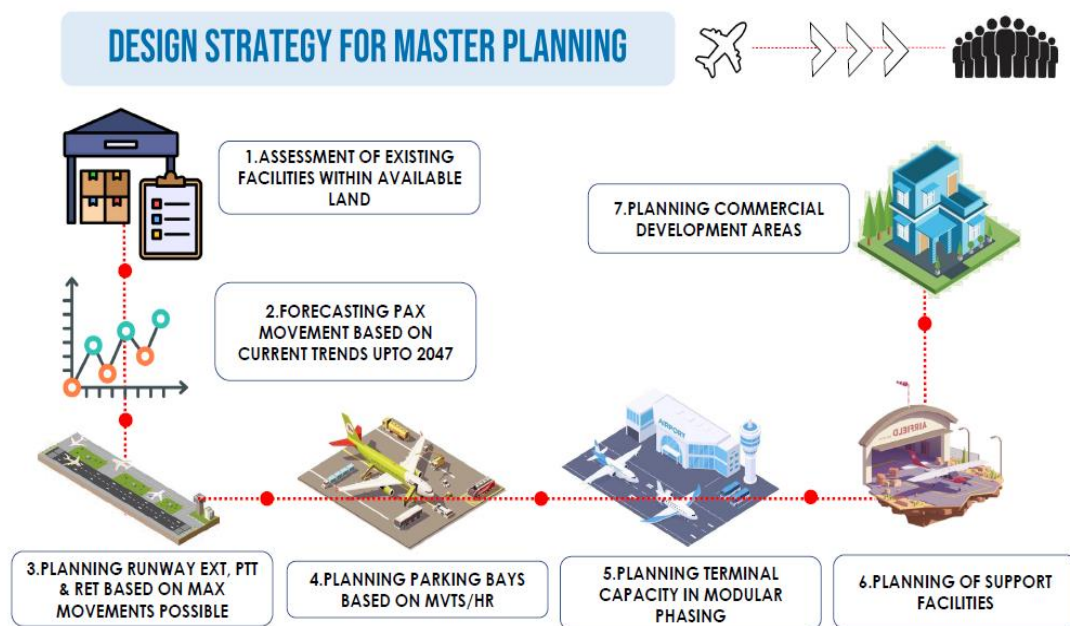 DESIGN STRATEGY FOR MASTER PLANNING
1.ASSESSMENT OF EXISTING
FACILITIES WITHIN AVAILABLE
LAND
2.FORECASTING PAX
MOVEMENT BASED ON
CURRENT TRENDS UPTO 2047
3.PLANNING RUNWAY EXT, PTT
& RET BASED ON MAX
MOVEMENTS POSSIBLE
4.PLANNING PARKING BAYS
BASED ON MVTS/HR
AIRPORT
5.PLANNING TERMINAL
CAPACITY IN MODULAR
PHASING
AIRFIELD
6.PLANNING OF SUPPORT
FACILITIES
7.PLANNING COMMERCIAL
DEVELOPMENT AREAS